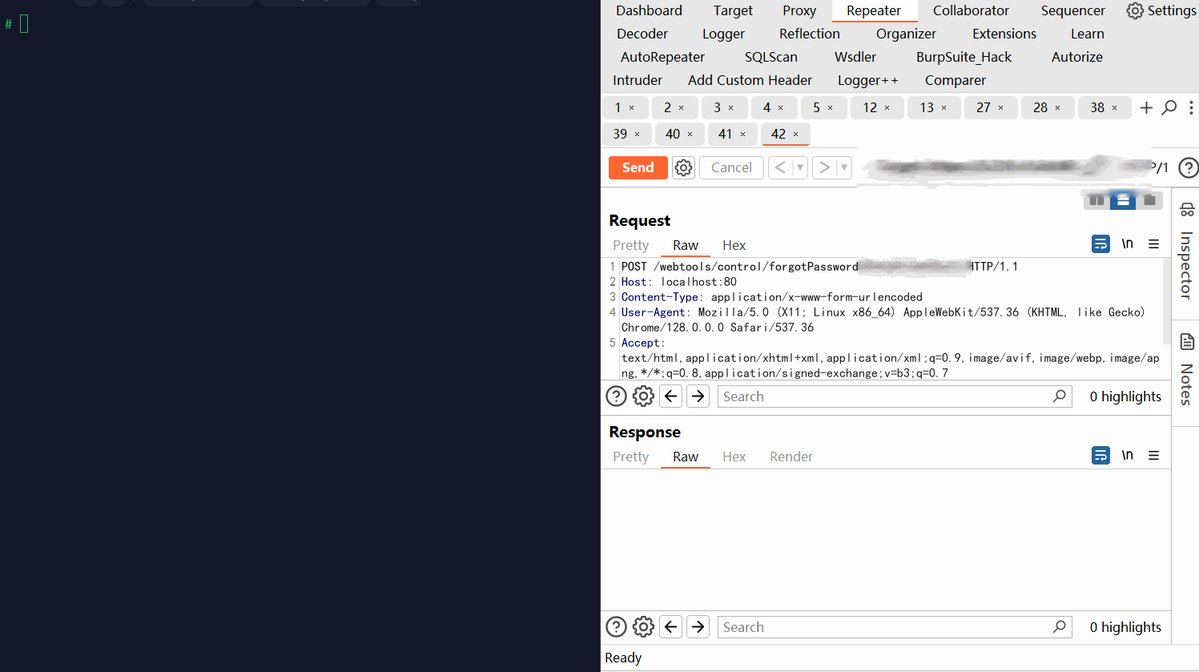 #
Dashboard Target Proxy Repeater Collaborator Sequencer Settings
Decoder Logger Reflection Organizer Extensions Learn
AutoRepeater SQLScan Wsdler BurpSuite_Hack Autorize
Intruder Add Custom Header Logger++ Comparer
1 × 2 × 3 × 4 × 5 × 12 × 13 × 27 × 28 × 38 × +
39 × 40 × 41 × 42 ×
Send Cancel < > P/1 ?
Request
Pretty Raw Hex \n
1 POST /webtools/control/forgotPassword HTTP/1.1
2 Host: localhost:80
3 Content-Type: application/x-www-form-urlencoded
4 User-Agent: Mozilla/5.0 (X11; Linux x86_64) AppleWebKit/537.36 (KHTML, like Gecko)
Chrome/128.0.0.0 Safari/537.36
5 Accept:
text/html,application/xhtml+xml,application/xml;q=0.9,image/avif,image/webp,image/ap
ng,*/*;q=0.8,application/signed-exchange;v=b3;q=0.7
? Search 0 highlights
Response
Pretty Raw Hex Render \n
? Search 0 highlights
Ready
Inspector
Notes